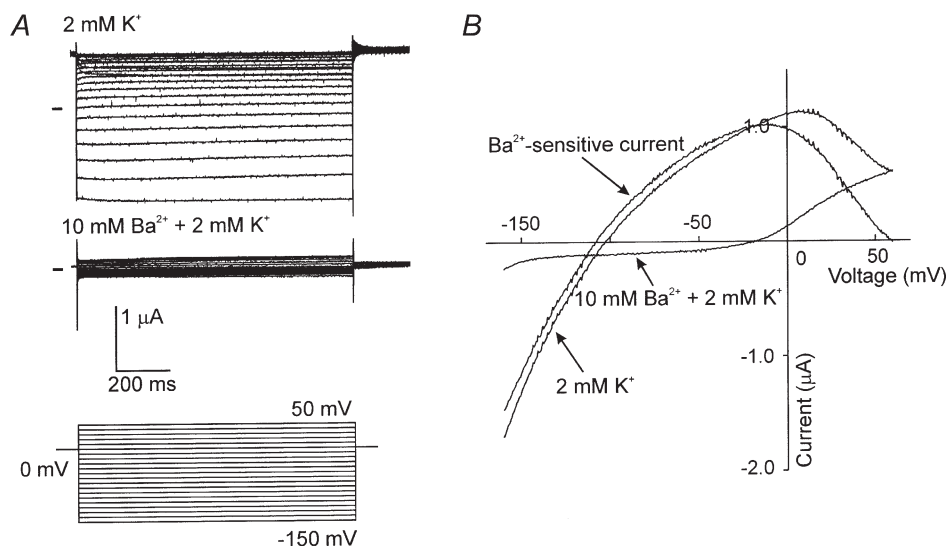 A
2 mM K⁺
10 mM Ba²⁺ + 2 mM K⁺
1 μA
200 ms
50 mV
0 mV
-150 mV
B
Ba²⁺-sensitive current
1.0
-150
-50
0
50
Voltage (mV)
10 mM Ba²⁺ + 2 mM K⁺
2 mM K⁺
-1.0
Current (μA)
-2.0